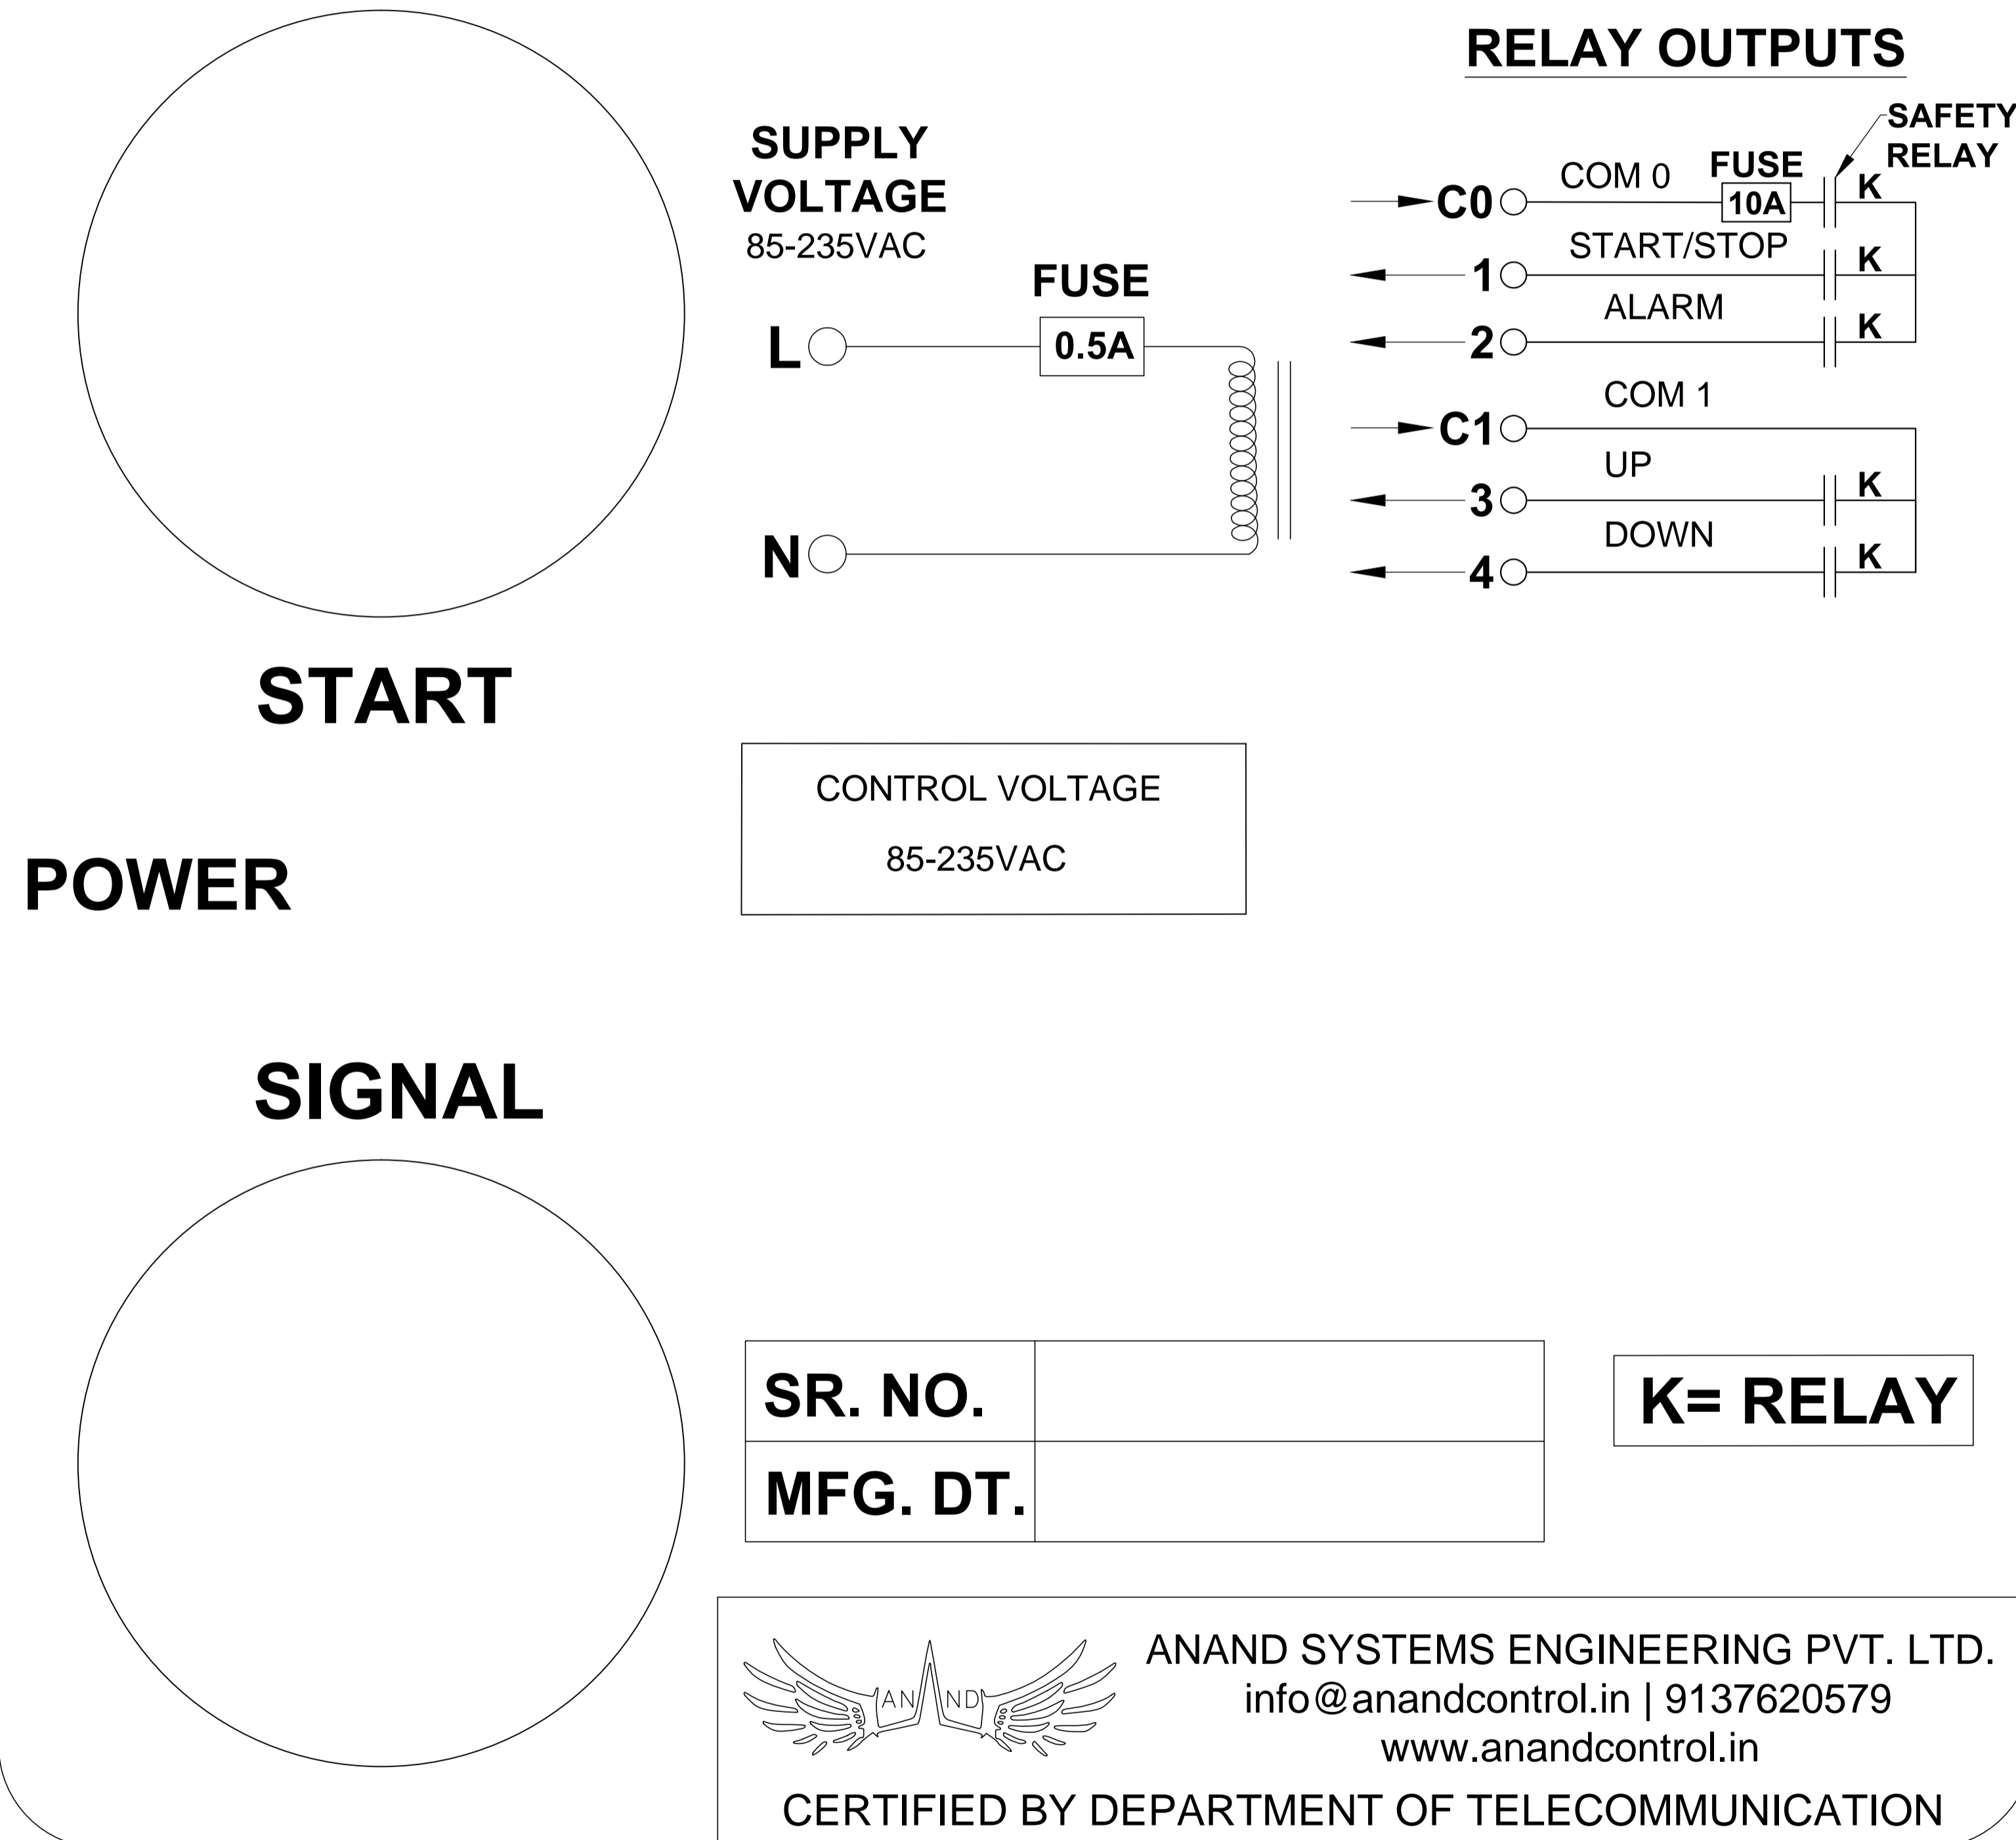 RELAY OUTPUTS
SAFETY
RELAY
SUPPLY
VOLTAGE
85-235VAC
FUSE
0.5A
L
N
COM 0
FUSE
C0
10A
K
START/STOP
1
K
ALARM
2
K
COM 1
C1
UP
3
K
DOWN
4
K
START
CONTROL VOLTAGE
85-235VAC
POWER
SIGNAL
SR. NO.
MFG. DT.
K= RELAY
AN ND
ANAND SYSTEMS ENGINEERING PVT. LTD.
info@anandcontrol.in | 9137620579
www.anandcontrol.in
CERTIFIED BY DEPARTMENT OF TELECOMMUNICATION